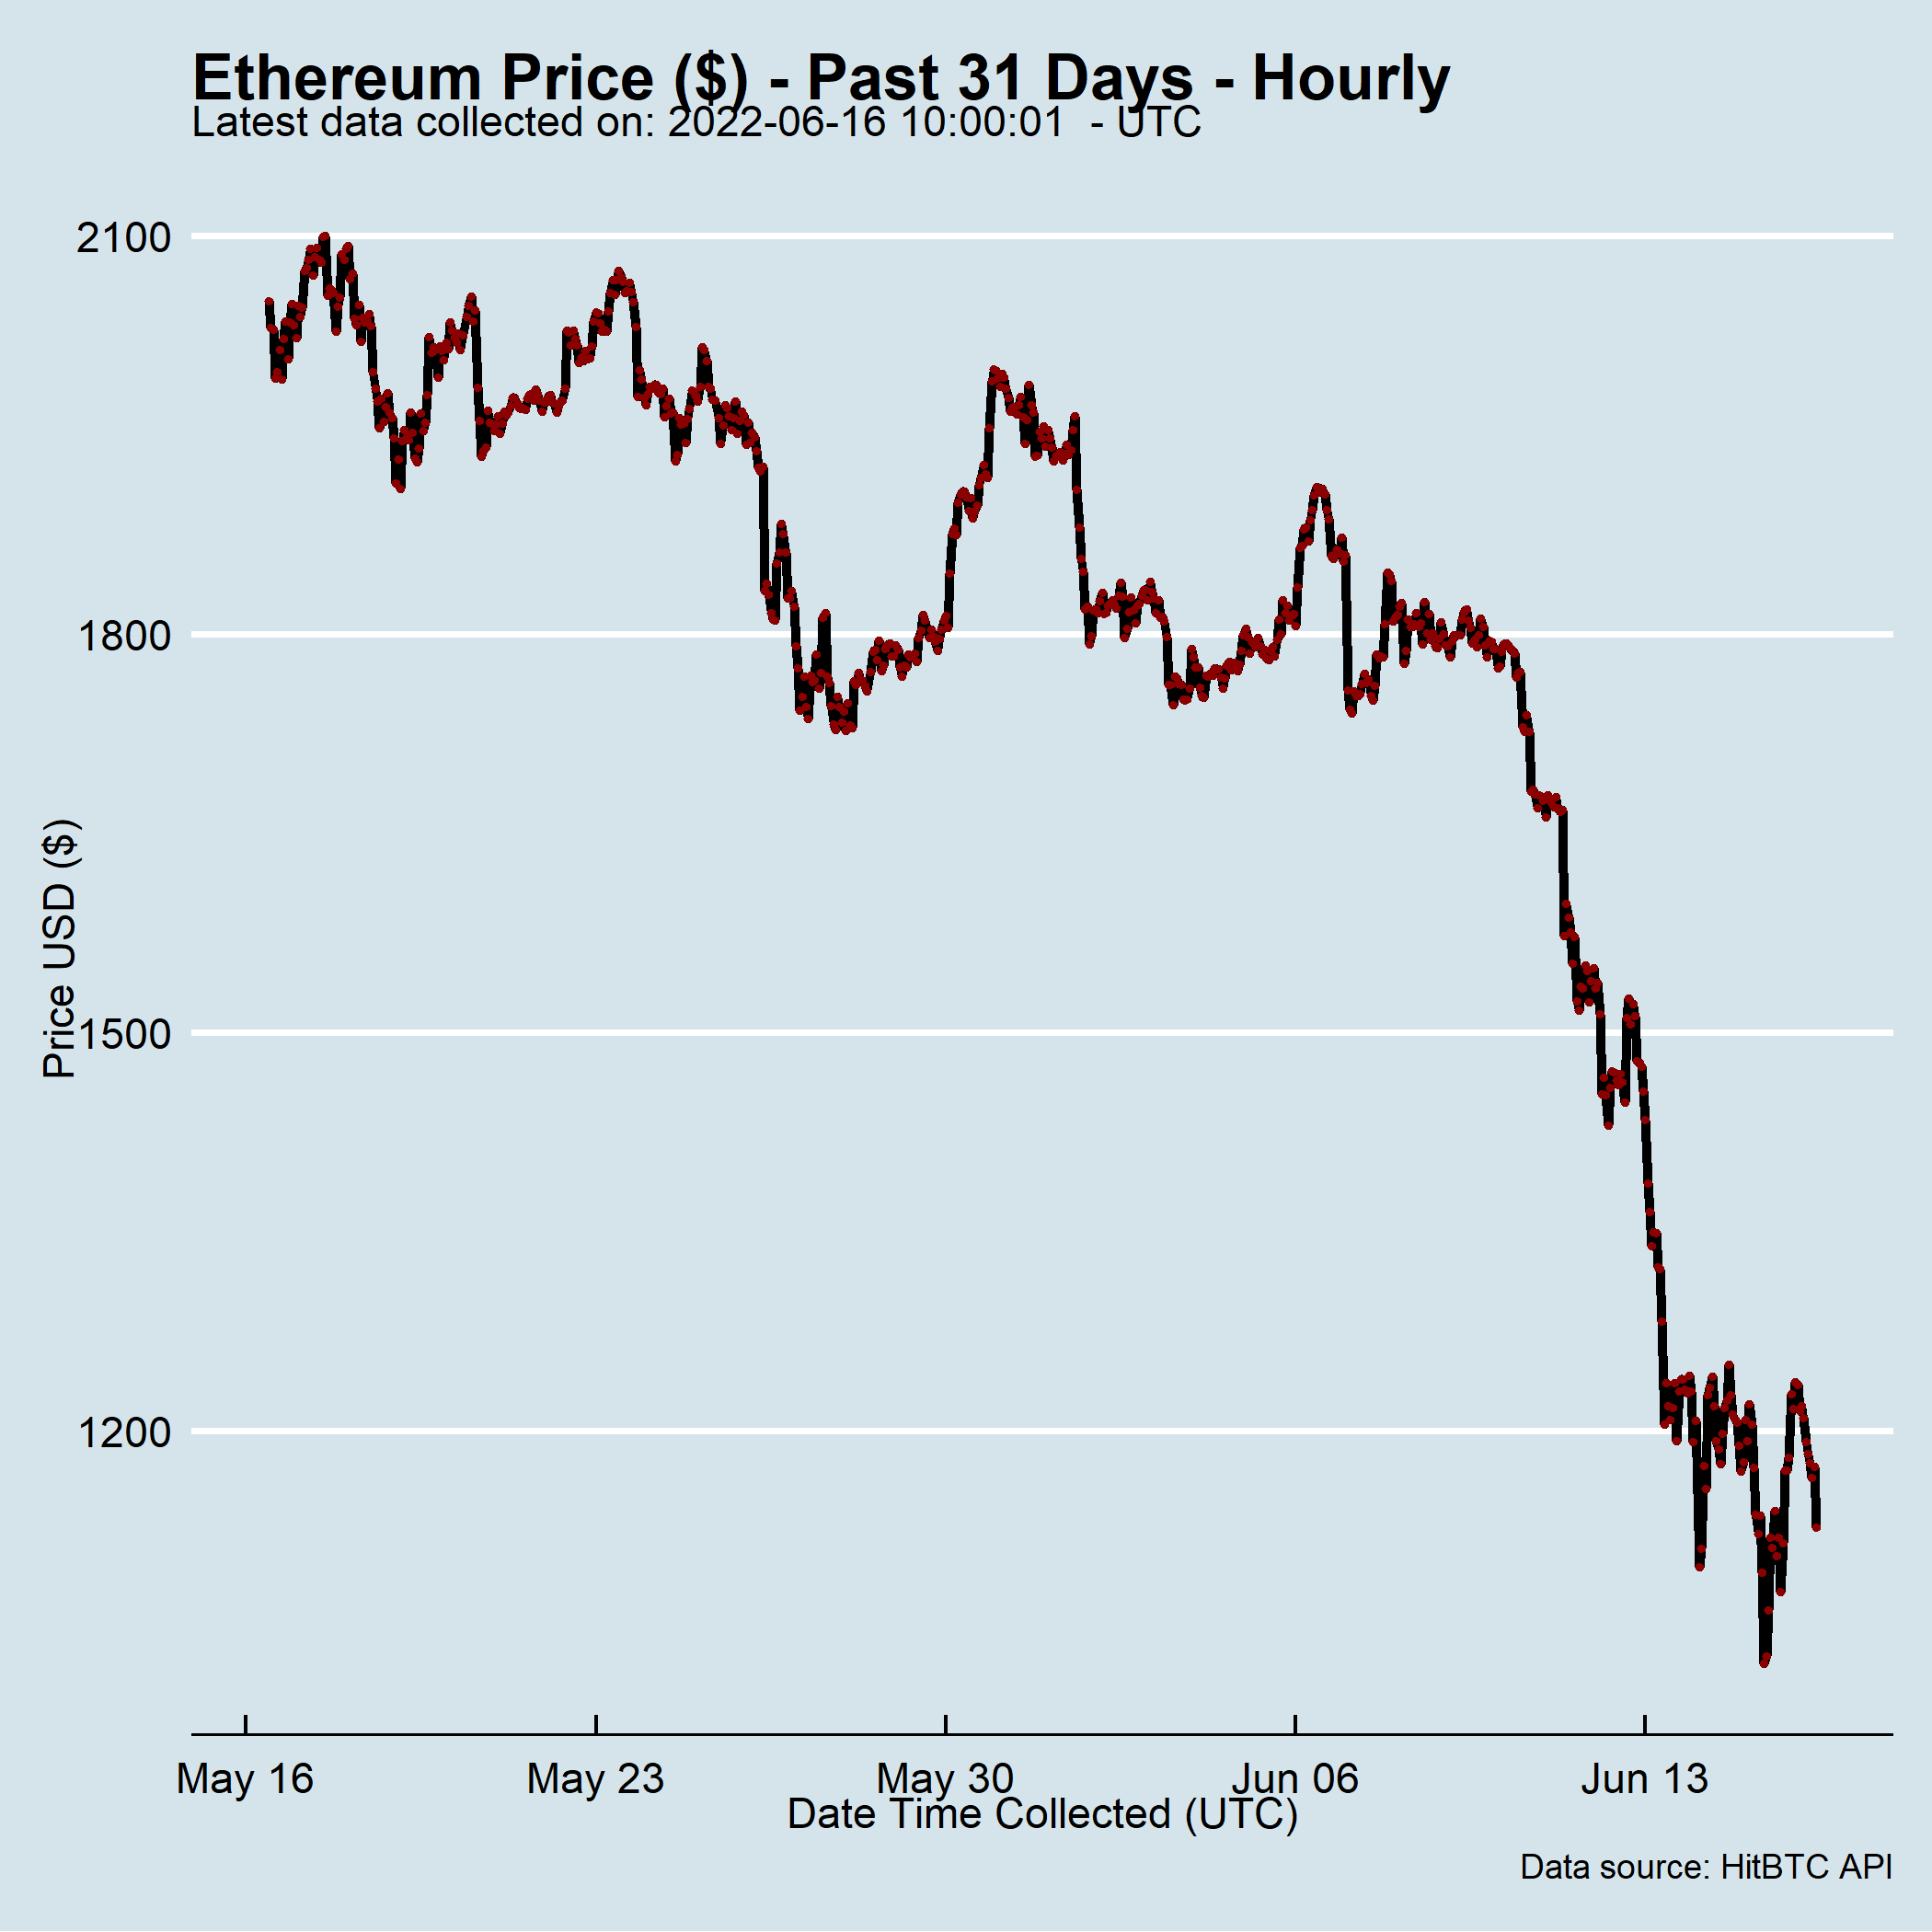 Ethereum Price ($) - Past 31 Days - Hourly
Latest data collected on: 2022-06-16 10:00:01  - UTC
2100
1800
1500
1200
Price USD ($)
May 16 May 23 May 30 Jun 06 Jun 13
Date Time Collected (UTC)
Data source: HitBTC API